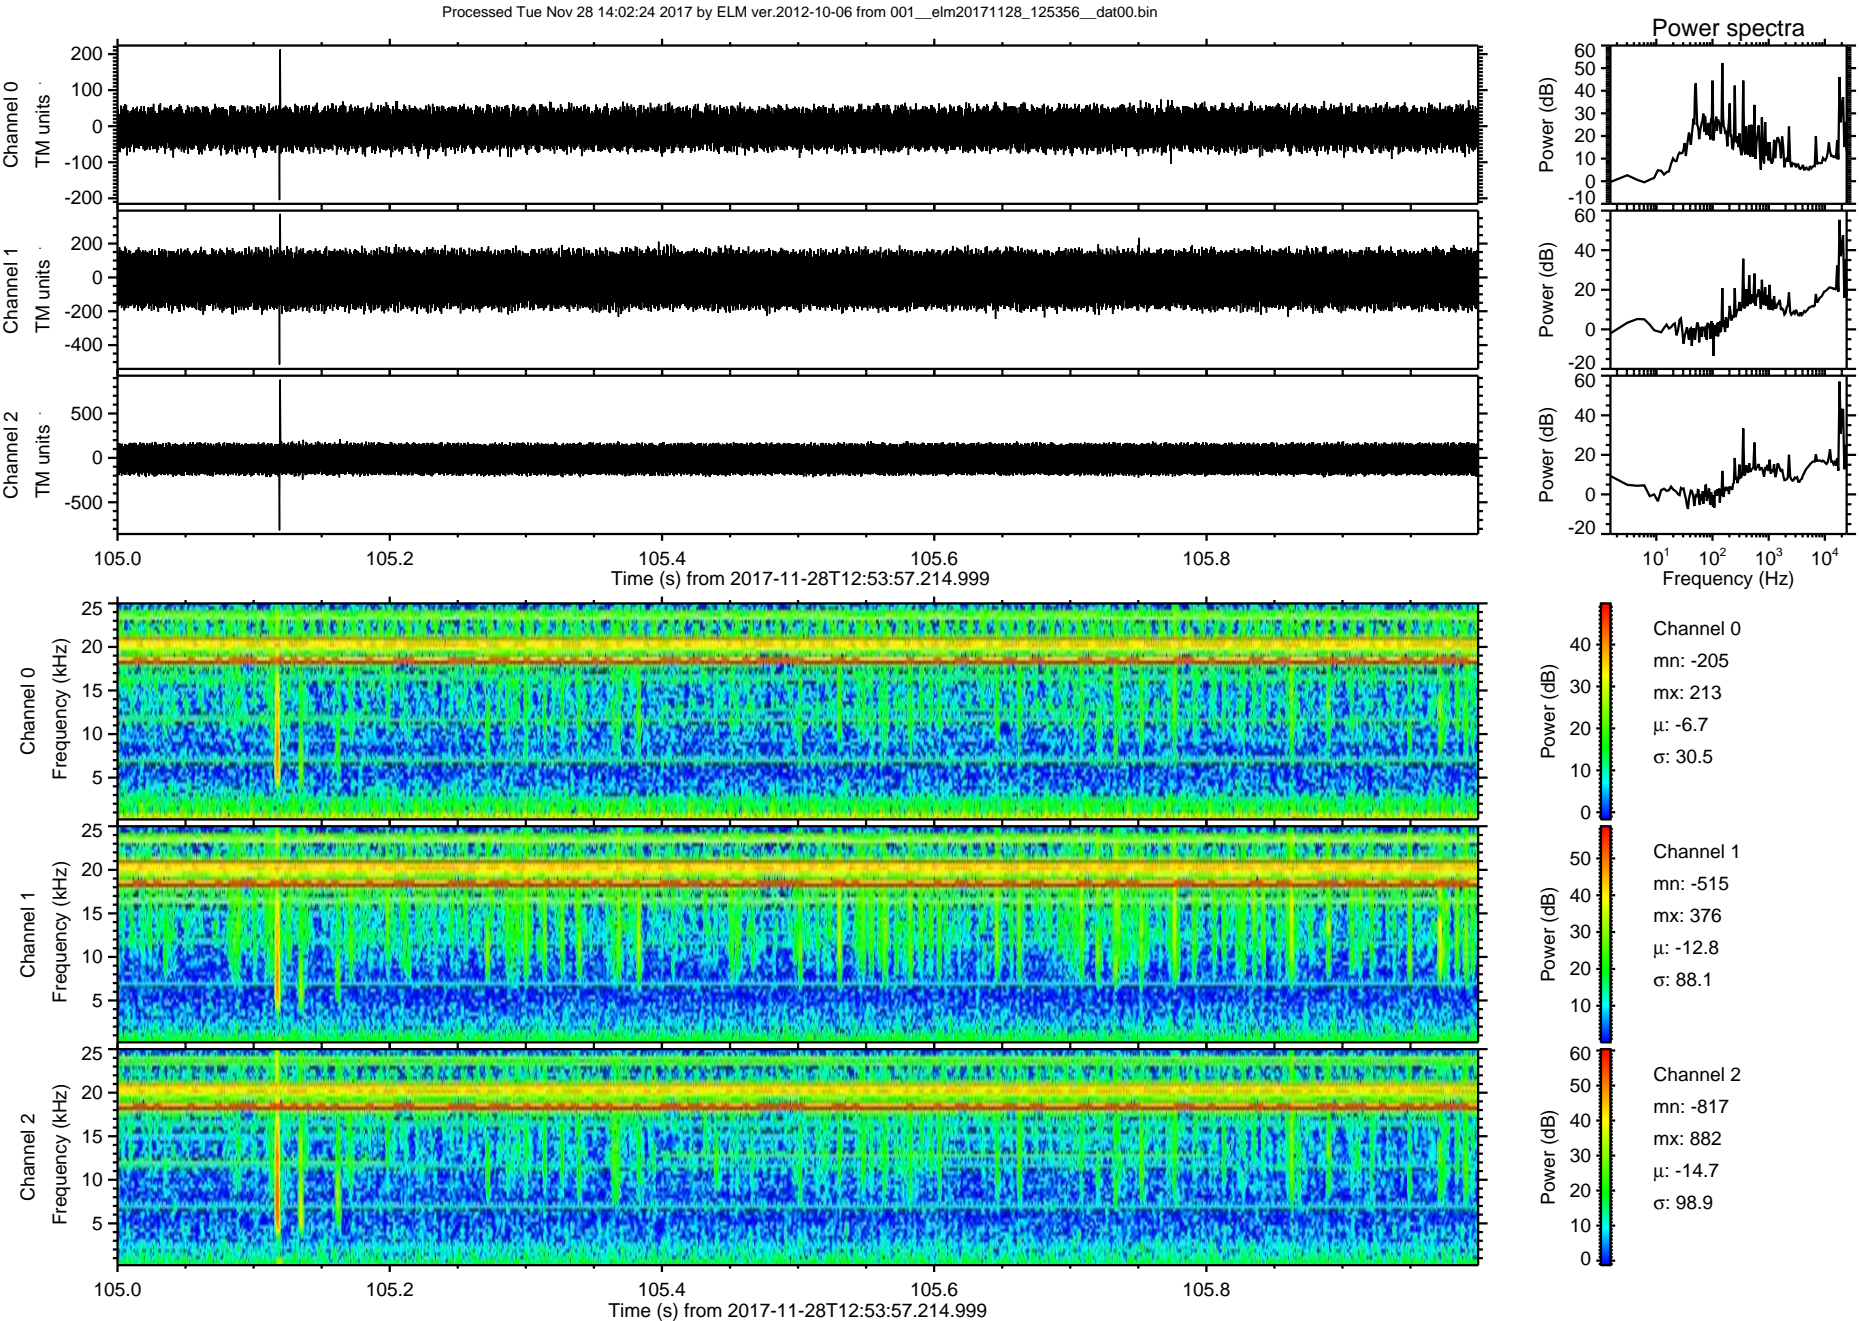 Processed Tue Nov 28 14:02:24 2017 by ELM ver.2012-10-06 from 001__elm20171128_125356__dat00.bin
Power spectra
Channel 0
TM units
200
100
0
-100
-200
Power (dB)
60
50
40
30
20
10
0
-10
Channel 1
TM units
200
0
-200
-400
Power (dB)
60
40
20
0
-20
Channel 2
TM units
500
0
-500
Power (dB)
60
40
20
0
-20
105.0 105.2 105.4 105.6 105.8
Time (s) from 2017-11-28T12:53:57.214.999
10¹ 10² 10³ 10⁴
Frequency (Hz)
Channel 0
Frequency (kHz)
25
20
15
10
5
Power (dB)
40
30
20
10
0
Channel 0
mn: -205
mx: 213
μ: -6.7
σ: 30.5
Channel 1
Frequency (kHz)
25
20
15
10
5
Power (dB)
50
40
30
20
10
Channel 1
mn: -515
mx: 376
μ: -12.8
σ: 88.1
Channel 2
Frequency (kHz)
25
20
15
10
5
Power (dB)
60
50
40
30
20
10
0
Channel 2
mn: -817
mx: 882
μ: -14.7
σ: 98.9
105.0 105.2 105.4 105.6 105.8
Time (s) from 2017-11-28T12:53:57.214.999